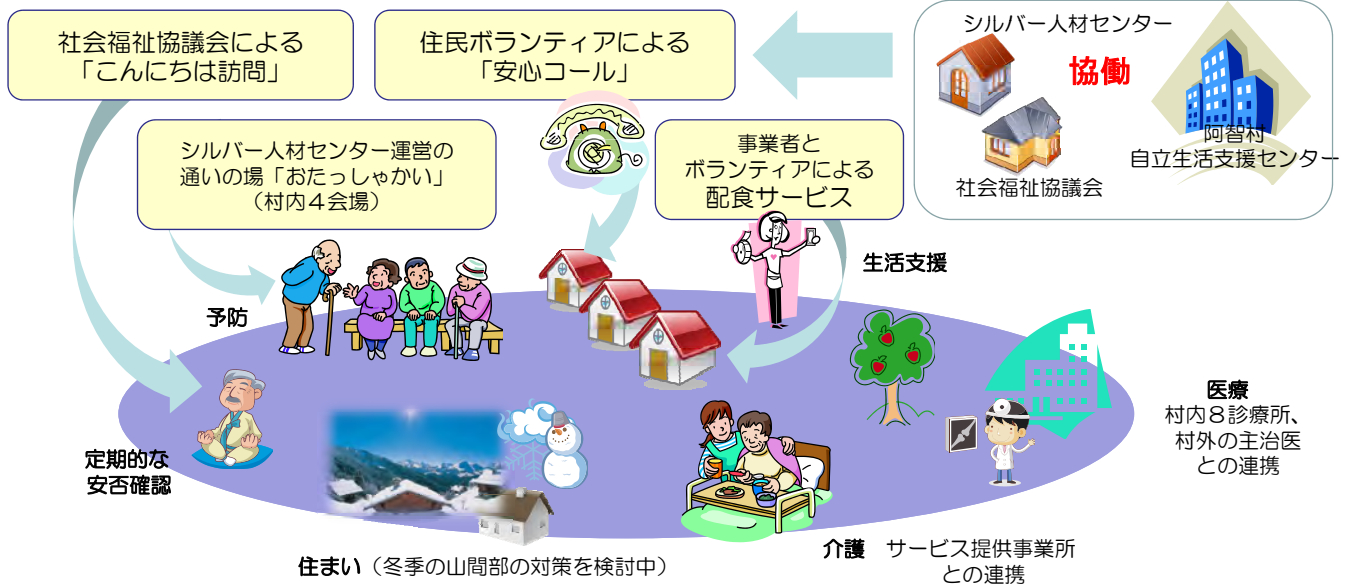 社会福祉協議会による
「こんにちは訪問」
住民ボランティアによる
「安心コール」
シルバー人材センター
協働
阿智村
自立生活支援センター
社会福祉協議会
シルバー人材センター運営の
通いの場「おたっしゃかい」
（村内４会場）
事業者と
ボランティアによる
配食サービス
生活支援
予防
定期的な
安否確認
医療
村内８診療所、
村外の主治医
との連携
住まい（冬季の山間部の対策を検討中）
介護　サービス提供事業所
との連携